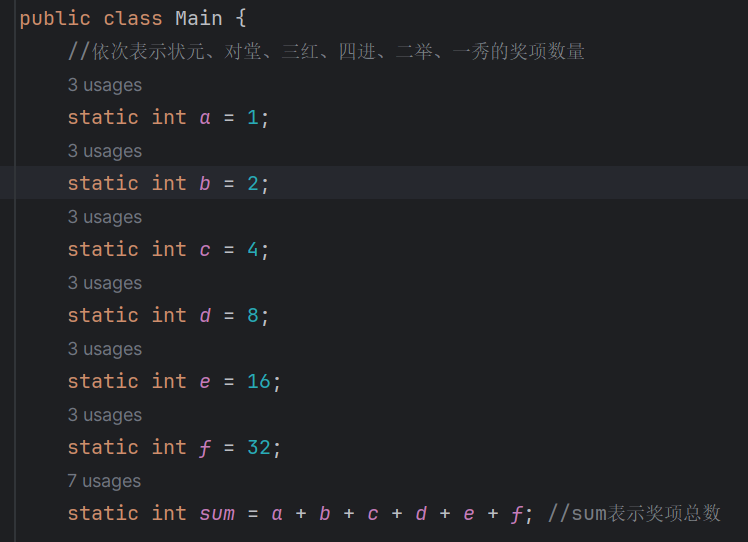 public class Main {
//依次表示状元、对堂、三红、四进、二举、一秀的奖项数量
3 usages
static int a = 1;
3 usages
static int b = 2;
3 usages
static int c = 4;
3 usages
static int d = 8;
3 usages
static int e = 16;
3 usages
static int f = 32;
7 usages
static int sum = a + b + c + d + e + f; //sum表示奖项总数